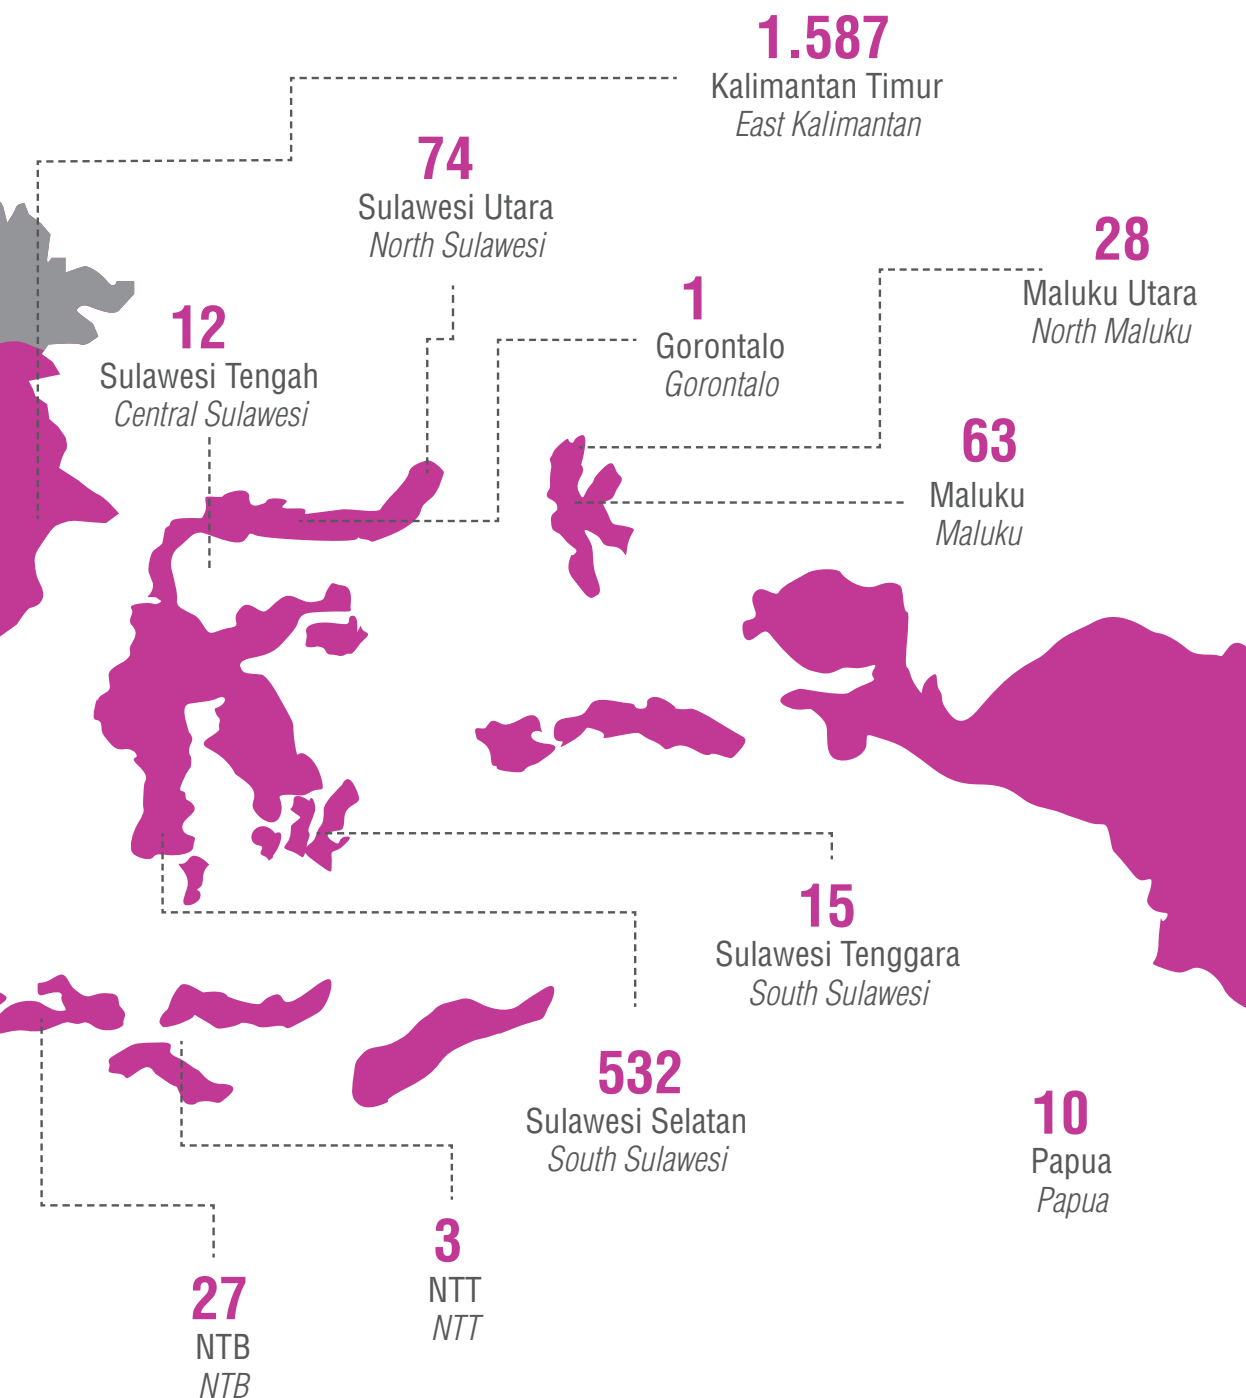 1.587
Kalimantan Timur
East Kalimantan
74
Sulawesi Utara
North Sulawesi
28
Maluku Utara
North Maluku
1
Gorontalo
Gorontalo
12
Sulawesi Tengah
Central Sulawesi
63
Maluku
Maluku
15
Sulawesi Tenggara
South Sulawesi
532
Sulawesi Selatan
South Sulawesi
10
Papua
Papua
3
NTT
NTT
27
NTB
NTB